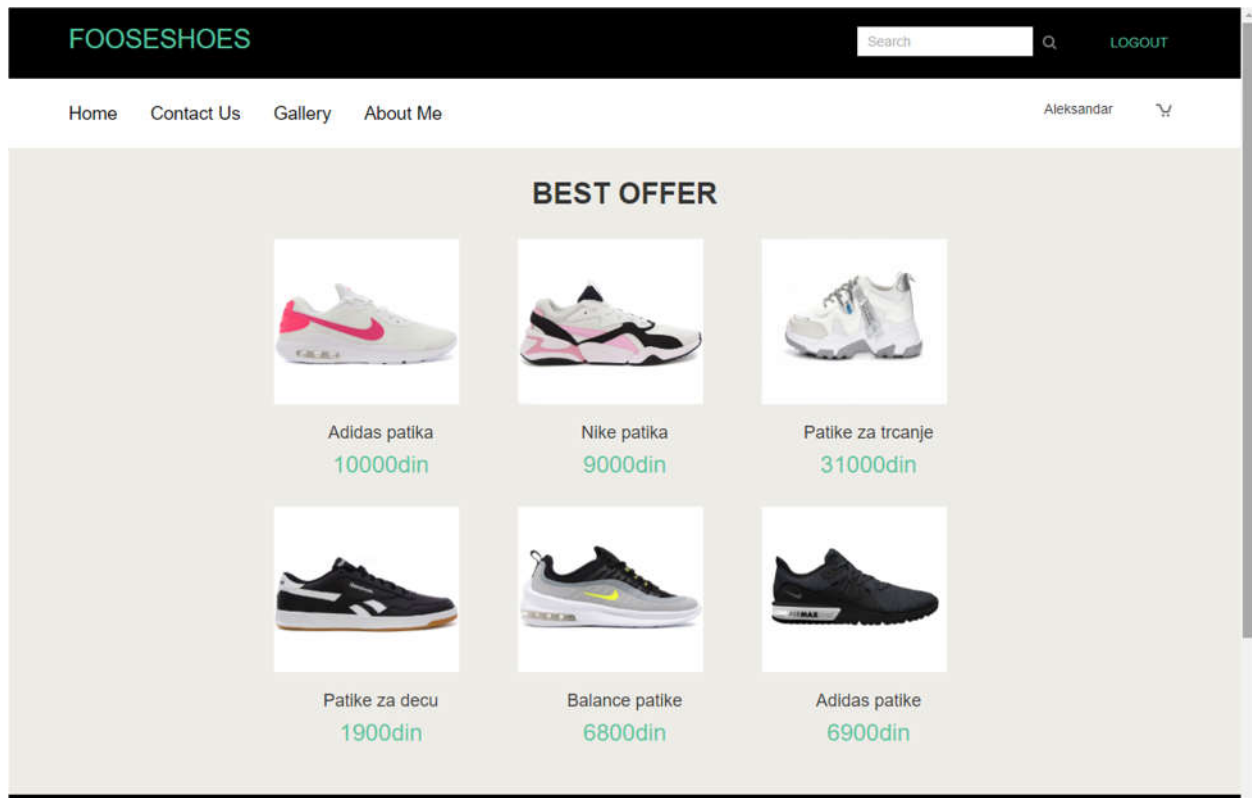 FOOSESHOES
Search
LOGOUT
Home Contact Us Gallery About Me
Aleksandar
BEST OFFER
Adidas patika Nike patika Patike za trcanje
10000din 9000din 31000din
AIRMAX
Patike za decu Balance patike Adidas patike
1900din 6800din 6900din